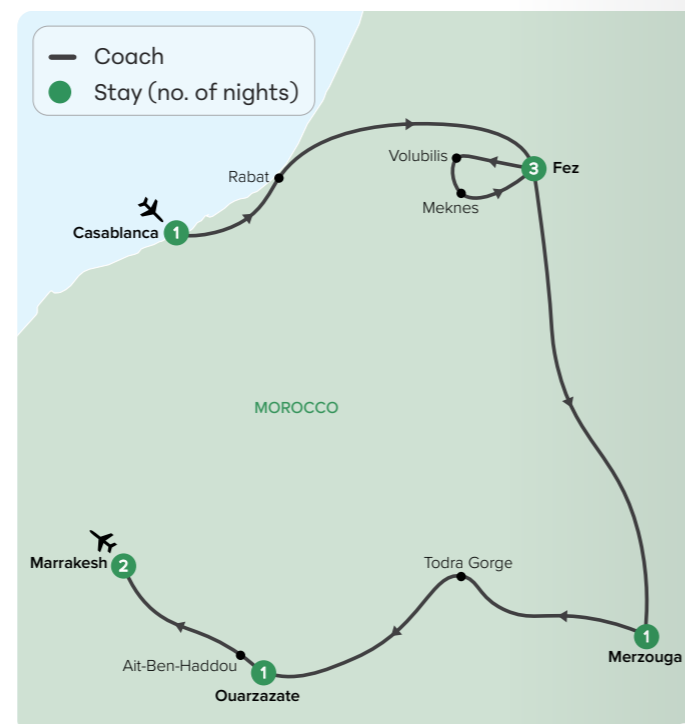 Coach
Stay (no. of nights)
Volubilis
3 Fez
Rabat
Meknes
Casablanca 1
MOROCCO
Marrakesh 2
Todra Gorge
1
Merzouga
Ait-Ben-Haddou
1
Ouarzazate